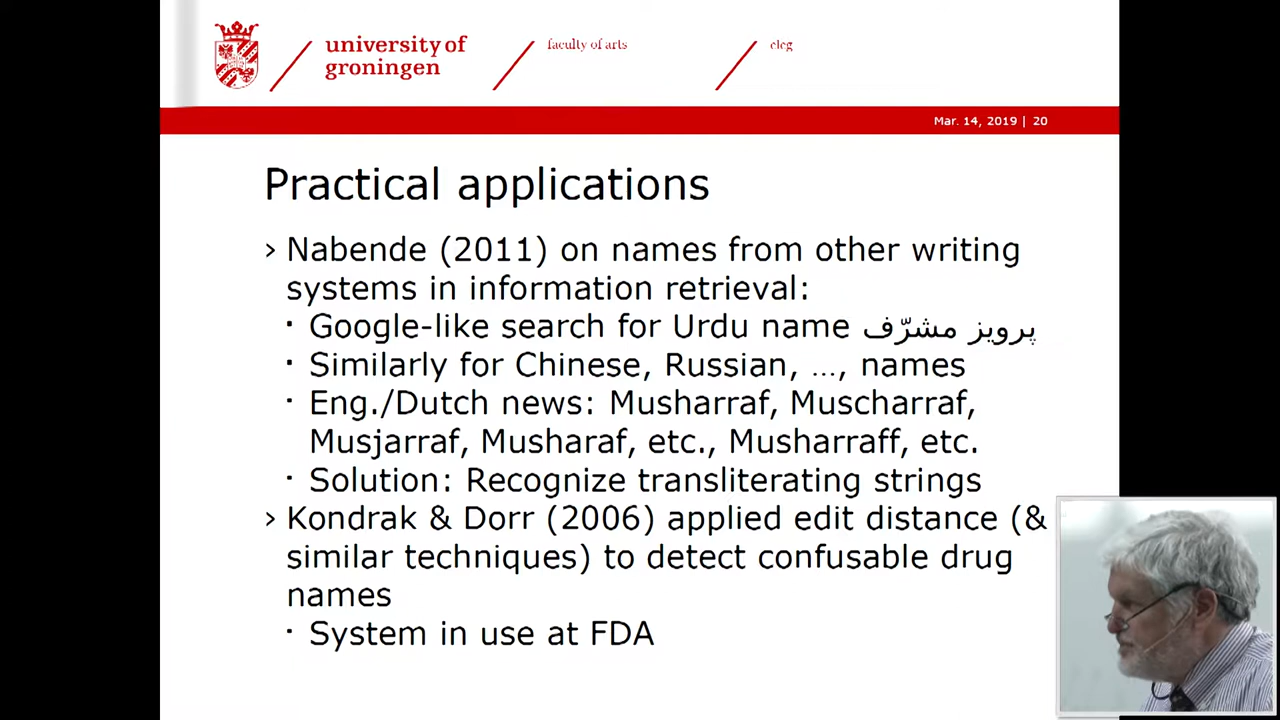 university of
groningen
faculty of arts
clcg
Mar. 14, 2019 | 20
Practical applications
› Nabende (2011) on names from other writing
systems in information retrieval:
· Google-like search for Urdu name پرویز مشرّف
· Similarly for Chinese, Russian, …, names
· Eng./Dutch news: Musharraf, Muscharraf,
Musjarraf, Musharaf, etc., Musharraff, etc.
· Solution: Recognize transliterating strings
› Kondrak & Dorr (2006) applied edit distance (&
similar techniques) to detect confusable drug
names
· System in use at FDA